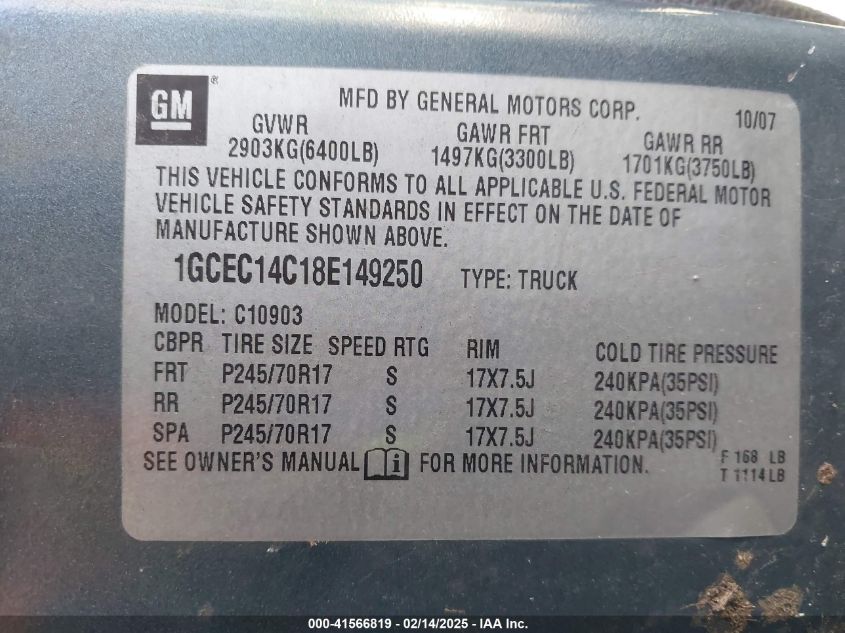 GM ®
MFD BY GENERAL MOTORS CORP. 10/07
GVWR GAWR FRT GAWR RR
2903KG(6400LB) 1497KG(3300LB) 1701KG(3750LB)
THIS VEHICLE CONFORMS TO ALL APPLICABLE U.S. FEDERAL MOTOR
VEHICLE SAFETY STANDARDS IN EFFECT ON THE DATE OF
MANUFACTURE SHOWN ABOVE.
1GCEC14C18E149250 TYPE: TRUCK
MODEL: C10903
CBPR TIRE SIZE SPEED RTG RIM COLD TIRE PRESSURE
FRT P245/70R17 S 17X7.5J 240KPA(35PSI)
RR P245/70R17 S 17X7.5J 240KPA(35PSI)
SPA P245/70R17 S 17X7.5J 240KPA(35PSI)
SEE OWNER'S MANUAL i FOR MORE INFORMATION.
F 168 LB
T 1114 LB
000-41566819 - 02/14/2025 - IAA Inc.